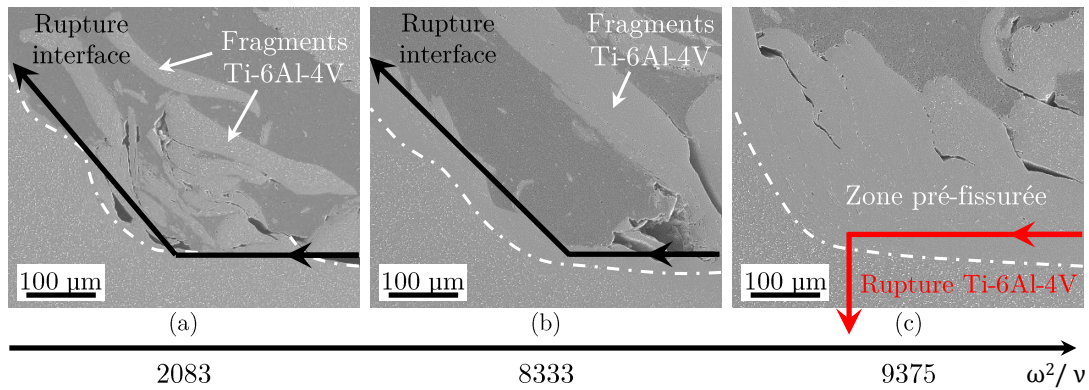 Rupture
interface
Fragments
Ti-6Al-4V
100 µm
(a)
Rupture
interface
Fragments
Ti-6Al-4V
100 µm
(b)
Zone pré-fissurée
Rupture Ti-6Al-4V
100 µm
(c)
2083
8333
9375
ω²/ ν